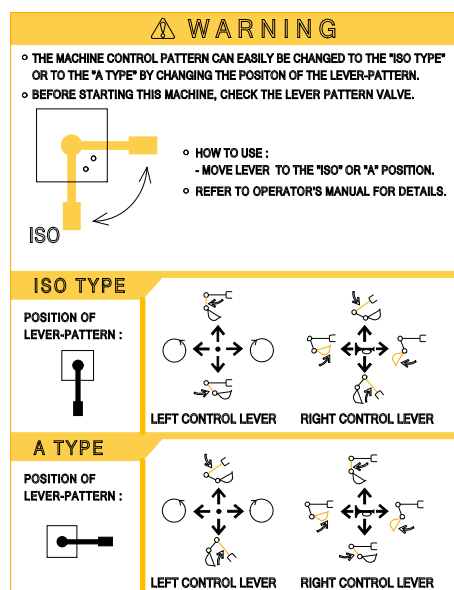 WARNING
THE MACHINE CONTROL PATTERN CAN EASILY BE CHANGED TO THE "ISO TYPE"
OR TO THE "A TYPE" BY CHANGING THE POSITON OF THE LEVER-PATTERN.
BEFORE STARTING THIS MACHINE, CHECK THE LEVER PATTERN VALVE.
HOW TO USE :
- MOVE LEVER TO THE "ISO" OR "A" POSITION.
REFER TO OPERATOR'S MANUAL FOR DETAILS.
ISO
ISO TYPE
POSITION OF
LEVER-PATTERN :
LEFT CONTROL LEVER
RIGHT CONTROL LEVER
A TYPE
POSITION OF
LEVER-PATTERN :
LEFT CONTROL LEVER
RIGHT CONTROL LEVER